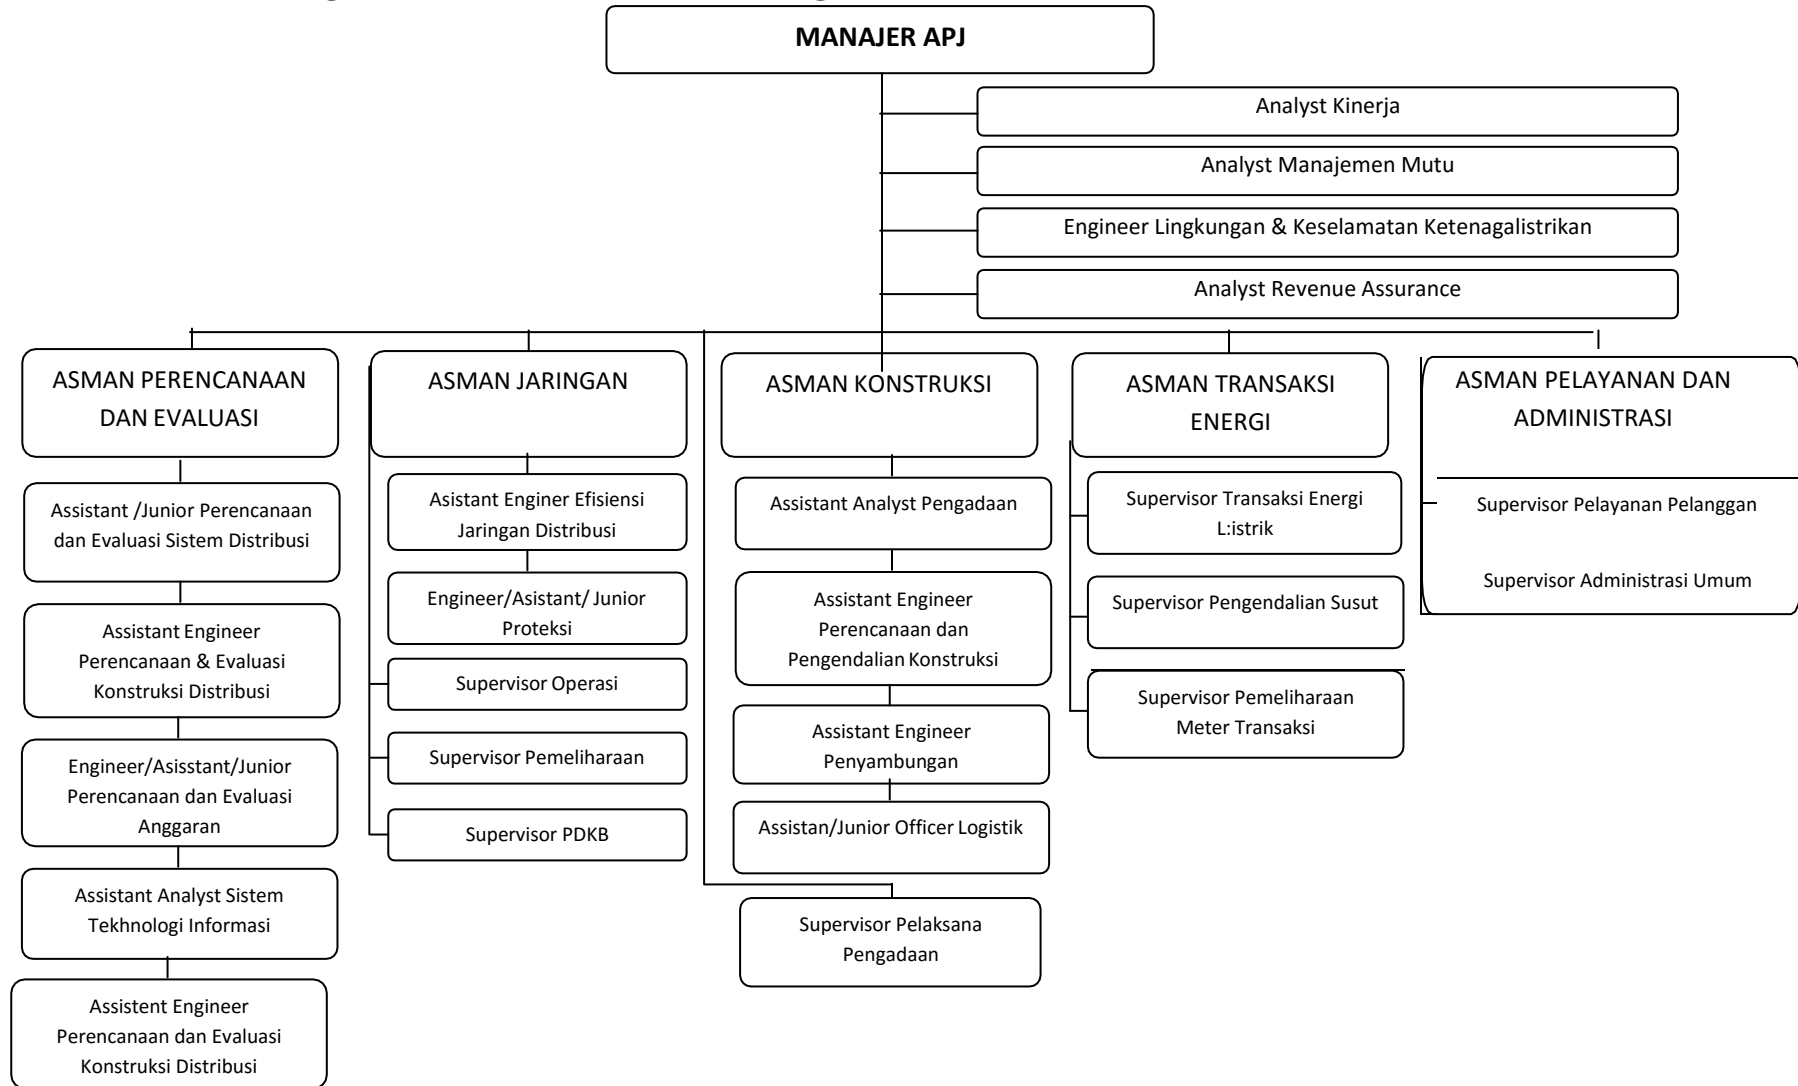 MANAJER APJ
Analyst Kinerja
Analyst Manajemen Mutu
Engineer Lingkungan & Keselamatan Ketenagalistrikan
Analyst Revenue Assurance
ASMAN PERENCANAAN
DAN EVALUASI
Assistant /Junior Perencanaan
dan Evaluasi Sistem Distribusi
Assistant Engineer
Perencanaan & Evaluasi
Konstruksi Distribusi
Engineer/Asisstant/Junior
Perencanaan dan Evaluasi
Anggaran
Assistant Analyst Sistem
Tekhnologi Informasi
Assistent Engineer
Perencanaan dan Evaluasi
Konstruksi Distribusi
ASMAN JARINGAN
Asistant Enginer Efisiensi
Jaringan Distribusi
Engineer/Asistant/ Junior
Proteksi
Supervisor Operasi
Supervisor Pemeliharaan
Supervisor PDKB
ASMAN KONSTRUKSI
Assistant Analyst Pengadaan
Assistant Engineer
Perencanaan dan
Pengendalian Konstruksi
Assistant Engineer
Penyambungan
Assistan/Junior Officer Logistik
Supervisor Pelaksana
Pengadaan
ASMAN TRANSAKSI
ENERGI
Supervisor Transaksi Energi
L:istrik
Supervisor Pengendalian Susut
Supervisor Pemeliharaan
Meter Transaksi
ASMAN PELAYANAN DAN
ADMINISTRASI
Supervisor Pelayanan Pelanggan
Supervisor Administrasi Umum